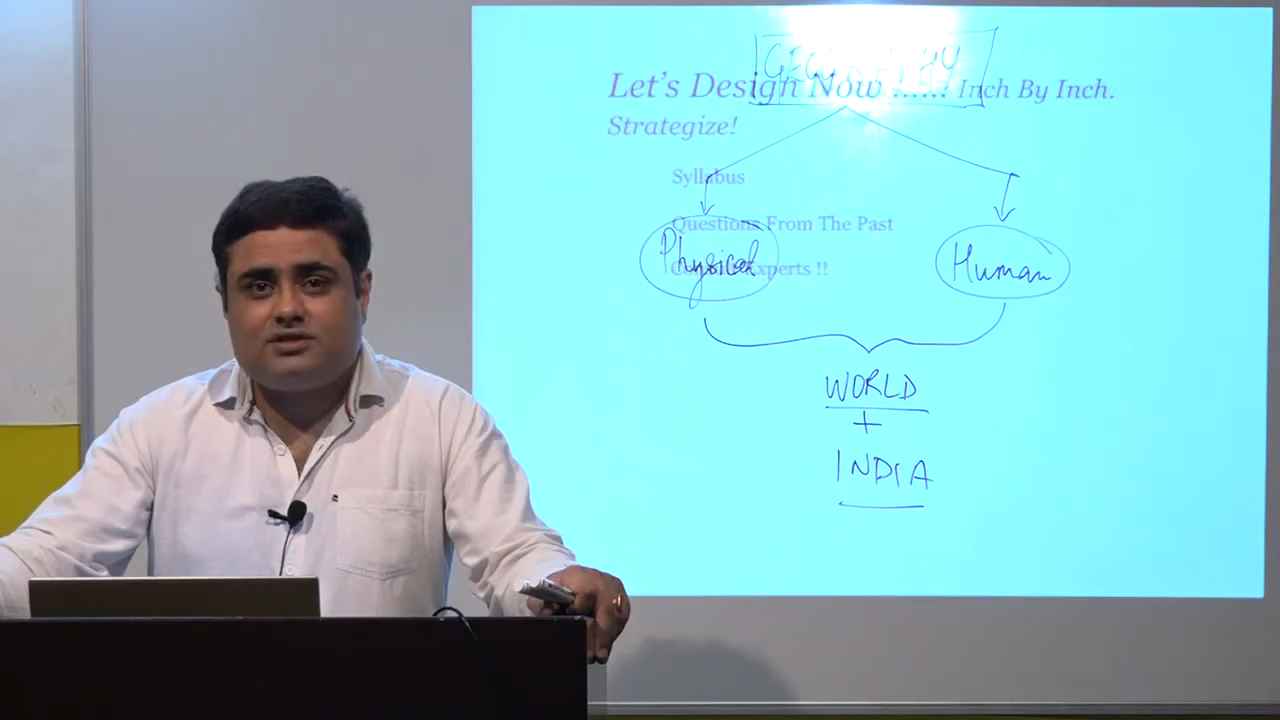 GEOGRAPHY
Let's Design Now ......! Inch By Inch.
Strategize!
Syllabus
Questions From The Past
Physical
Experts !!
Human
WORLD
+
INDIA